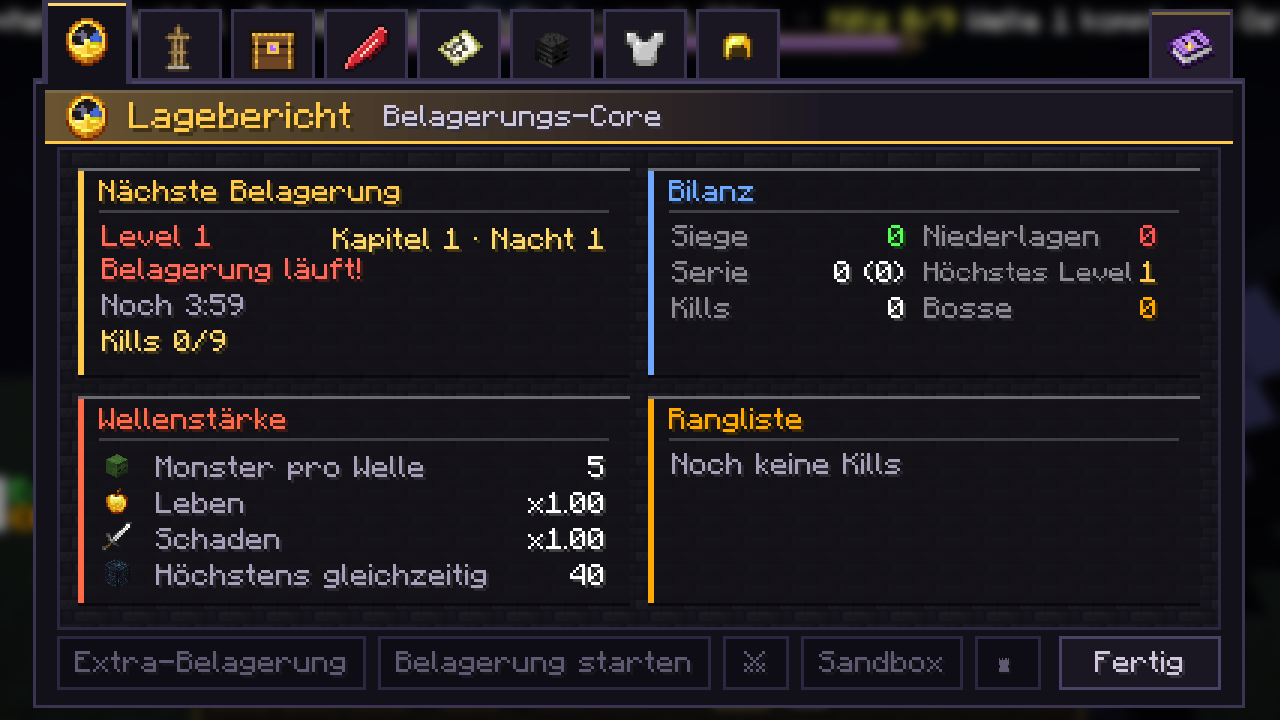 Lagebericht Belagerungs-Core
Nächste Belagerung
Level 1 Kapitel 1 · Nacht 1
Belagerung läuft!
Noch 3:59
Kills 0/9
Bilanz
Siege 0 Niederlagen 0
Serie 0 (0) Höchstes Level 1
Kills 0 Bosse 0
Wellenstärke
Monster pro Welle 5
Leben x1.00
Schaden x1.00
Höchstens gleichzeitig 40
Rangliste
Noch keine Kills
Extra-Belagerung Belagerung starten Sandbox Fertig